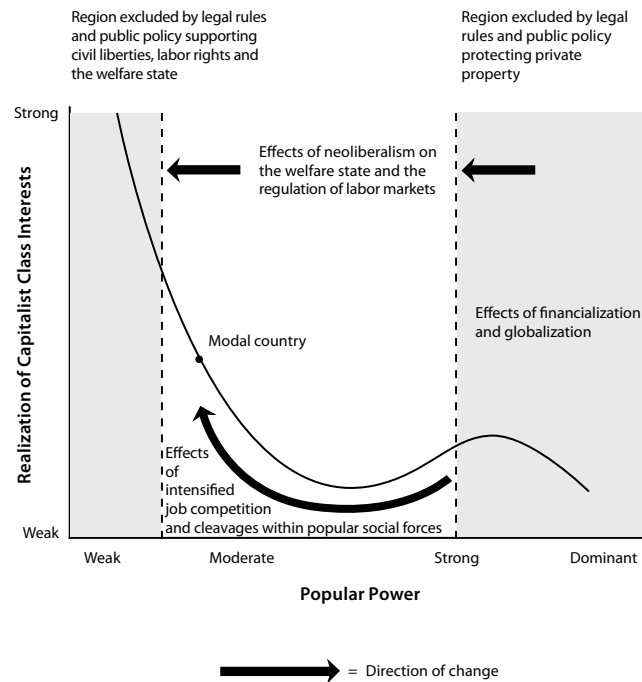 Region excluded by legal rules
and public policy supporting
civil liberties, labor rights and
the welfare state
Region excluded by legal
rules and public policy
protecting private
property
Strong
Effects of neoliberalism on
the welfare state and the
regulation of labor markets
Realization of Capitalist Class Interests
Effects of financialization
and globalization
Modal country
Effects
of
intensified
job competition
and cleavages within popular social forces
Weak
Weak
Moderate
Strong
Dominant
Popular Power
= Direction of change